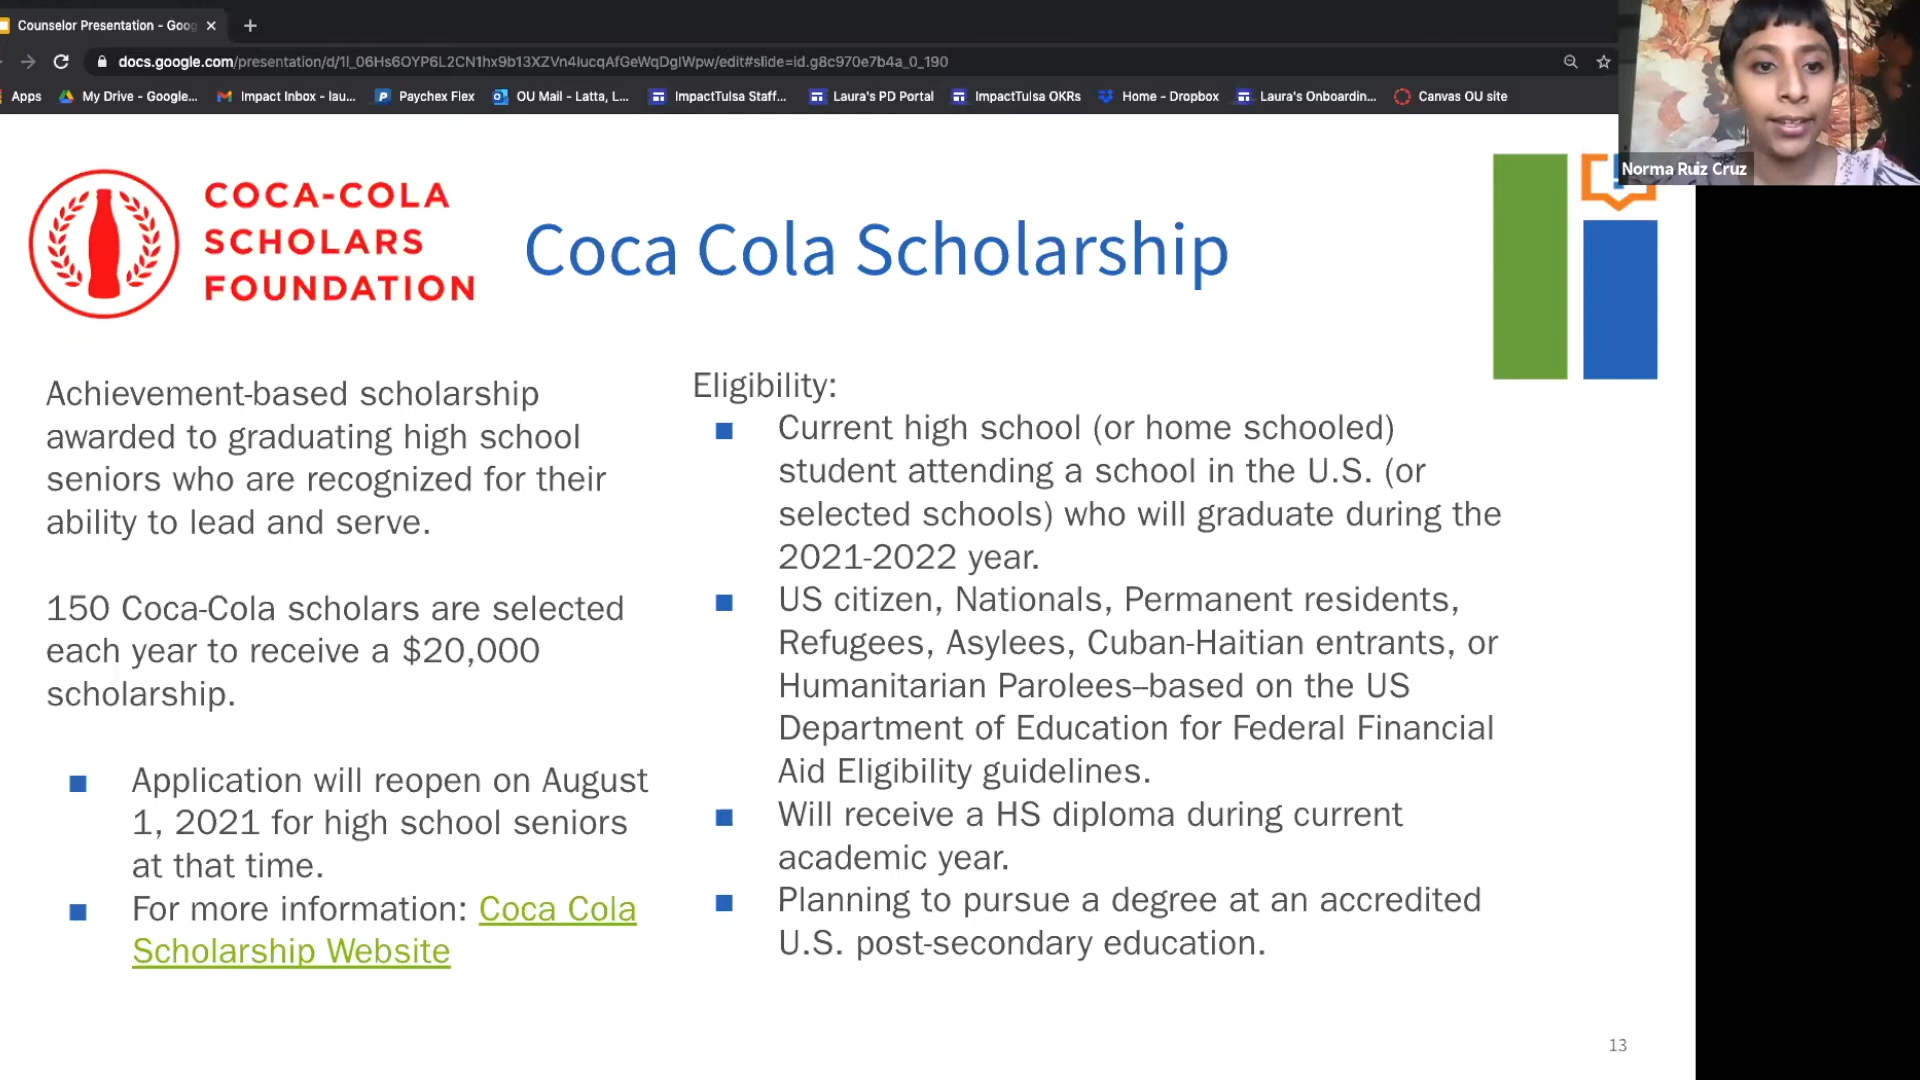 Counselor Presentation - Goog
docs.google.com/presentation/d/1l_06Hs6OYP6L2CN1hx9b13XZVn4lucqAfGeWqDglWpw/edit#slide=id.g8c970e7b4a_0_190
Apps My Drive - Google... Impact Inbox - lau... Paychex Flex OU Mail - Latta, L... ImpactTulsa Staff... Laura's PD Portal ImpactTulsa OKRs Home - Dropbox Laura's Onboardin... Canvas OU site
Norma Ruiz Cruz
COCA-COLA
SCHOLARS
FOUNDATION
Coca Cola Scholarship
Achievement-based scholarship
awarded to graduating high school
seniors who are recognized for their
ability to lead and serve.
150 Coca-Cola scholars are selected
each year to receive a $20,000
scholarship.
Application will reopen on August
1, 2021 for high school seniors
at that time.
For more information: Coca Cola
Scholarship Website
Eligibility:
Current high school (or home schooled)
student attending a school in the U.S. (or
selected schools) who will graduate during the
2021-2022 year.
US citizen, Nationals, Permanent residents,
Refugees, Asylees, Cuban-Haitian entrants, or
Humanitarian Parolees--based on the US
Department of Education for Federal Financial
Aid Eligibility guidelines.
Will receive a HS diploma during current
academic year.
Planning to pursue a degree at an accredited
U.S. post-secondary education.
13